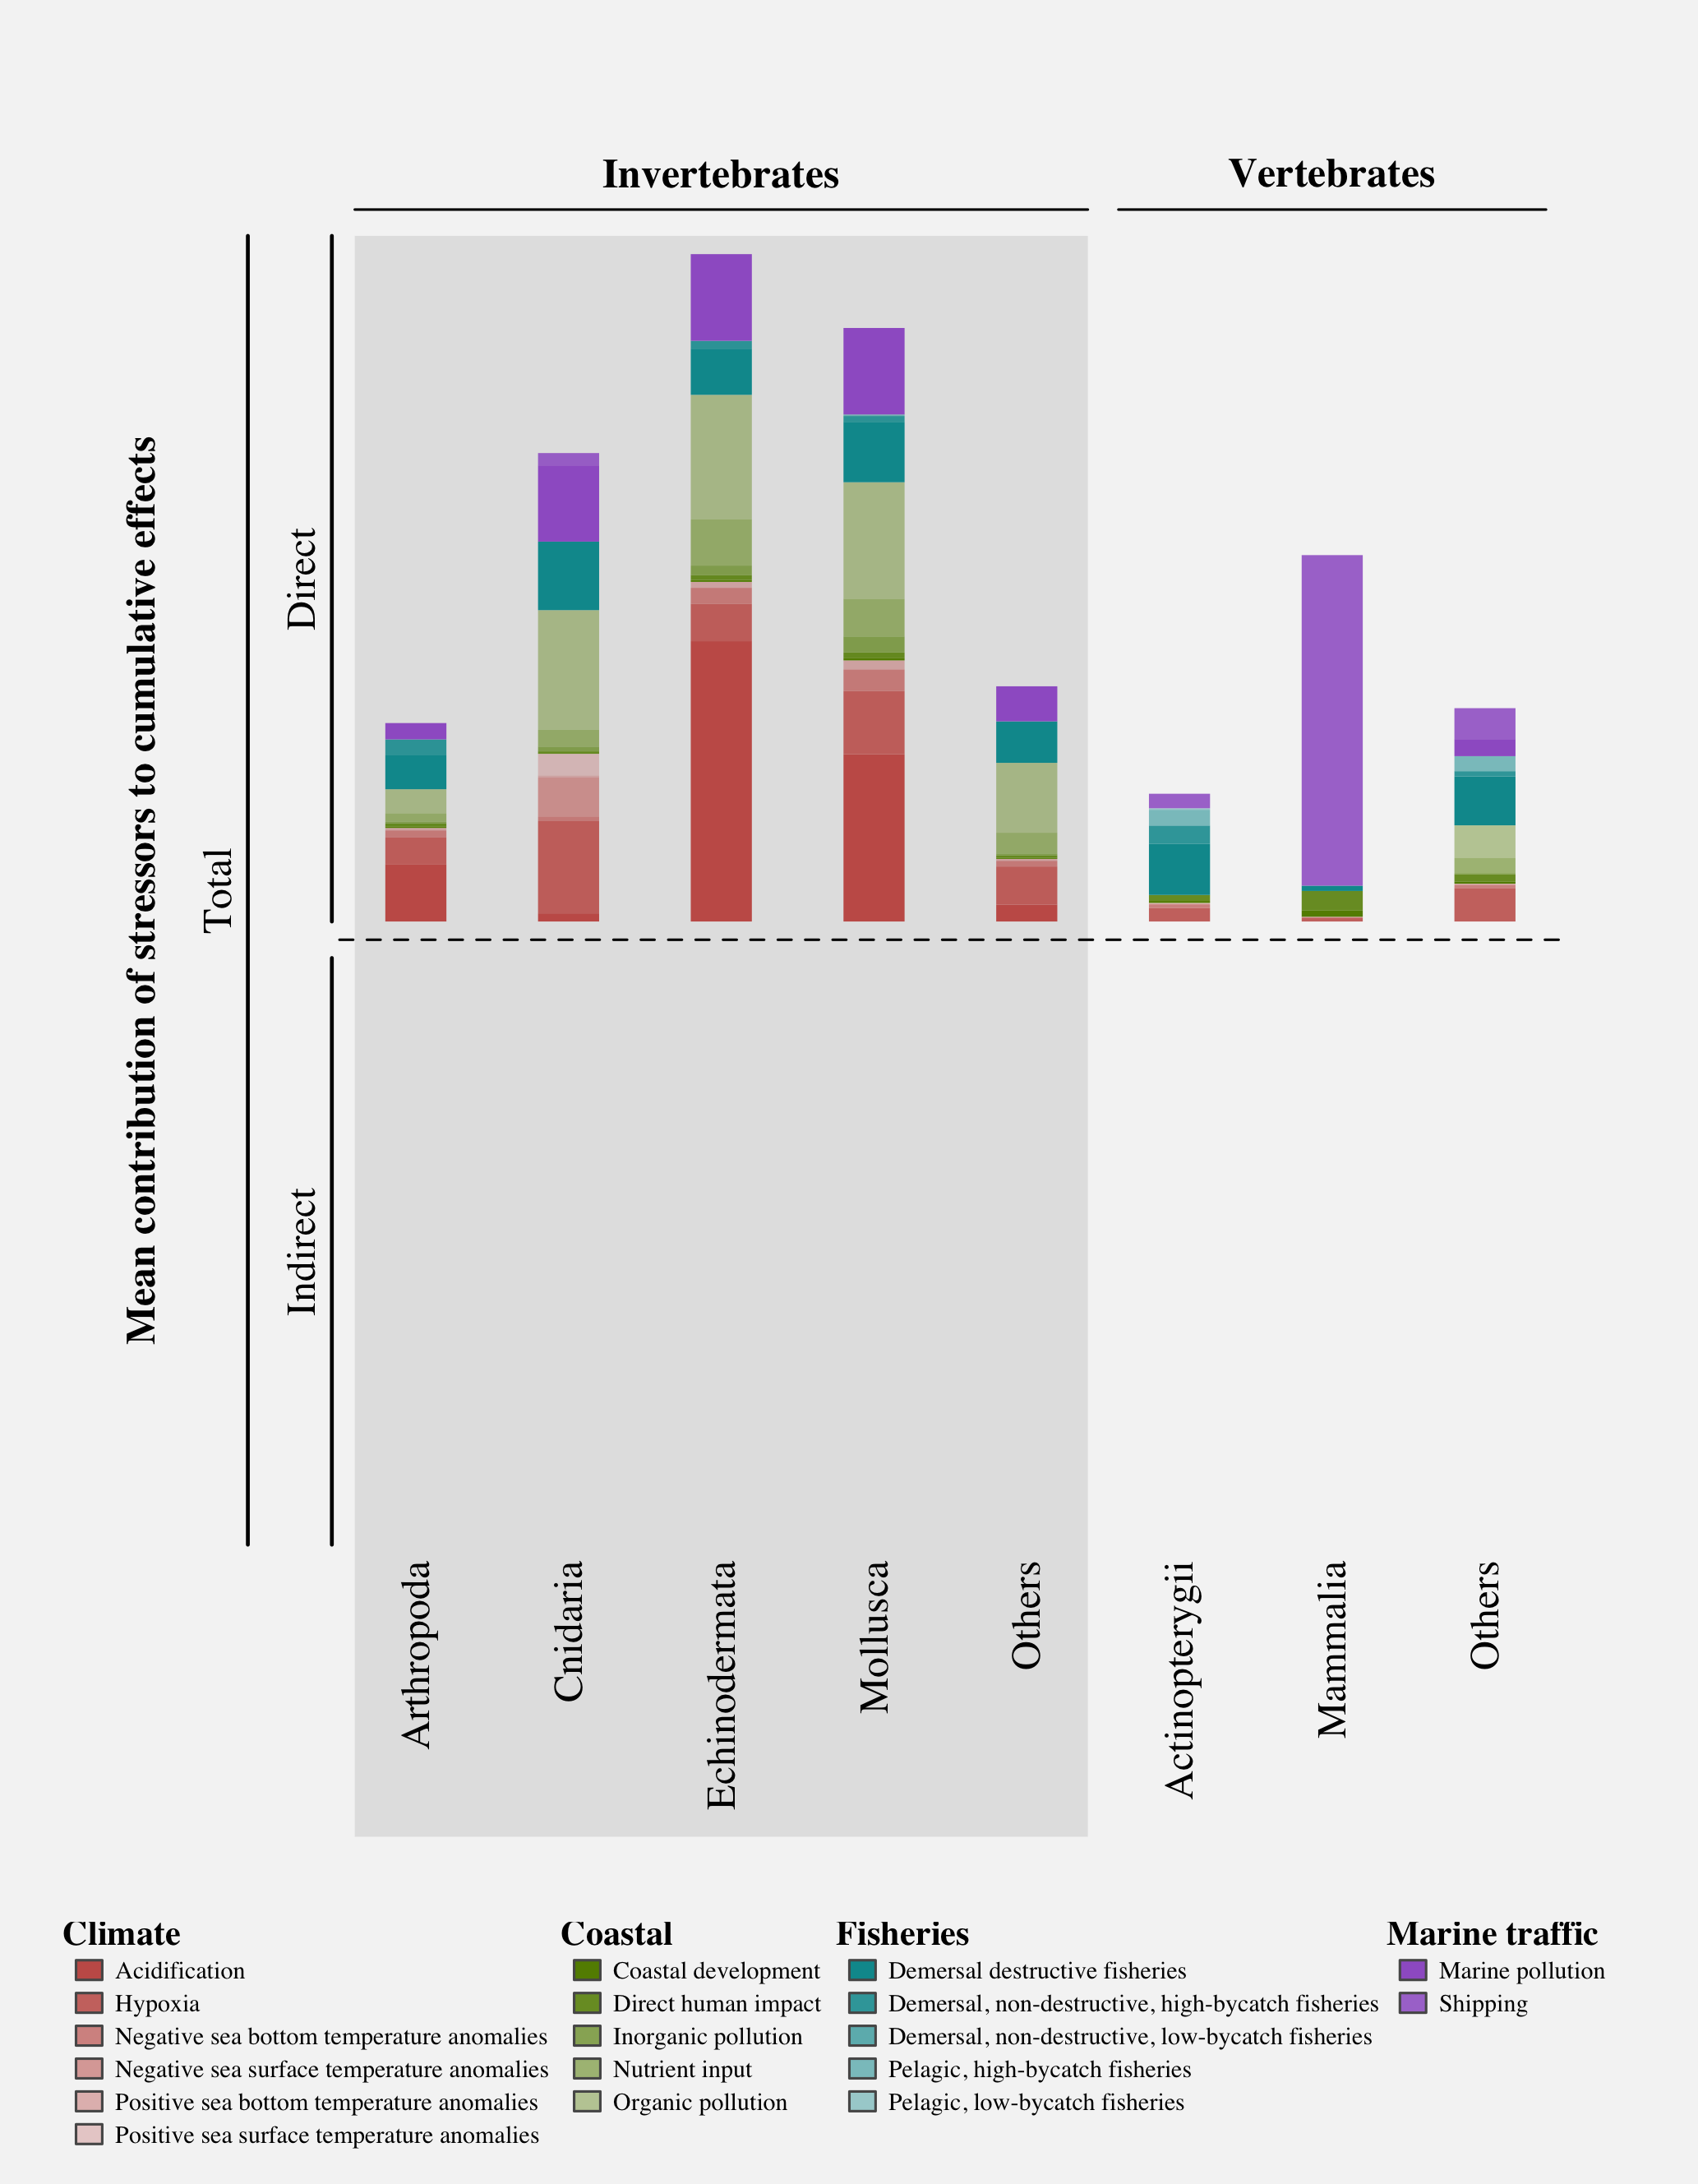 Invertebrates
Vertebrates
Mean contribution of stressors to cumulative effects
Total
Direct
Indirect
Arthropoda
Cnidaria
Echinodermata
Mollusca
Others
Actinopterygii
Mammalia
Others
Climate
Acidification
Hypoxia
Negative sea bottom temperature anomalies
Negative sea surface temperature anomalies
Positive sea bottom temperature anomalies
Positive sea surface temperature anomalies
Coastal
Coastal development
Direct human impact
Inorganic pollution
Nutrient input
Organic pollution
Fisheries
Demersal destructive fisheries
Demersal, non-destructive, high-bycatch fisheries
Demersal, non-destructive, low-bycatch fisheries
Pelagic, high-bycatch fisheries
Pelagic, low-bycatch fisheries
Marine traffic
Marine pollution
Shipping